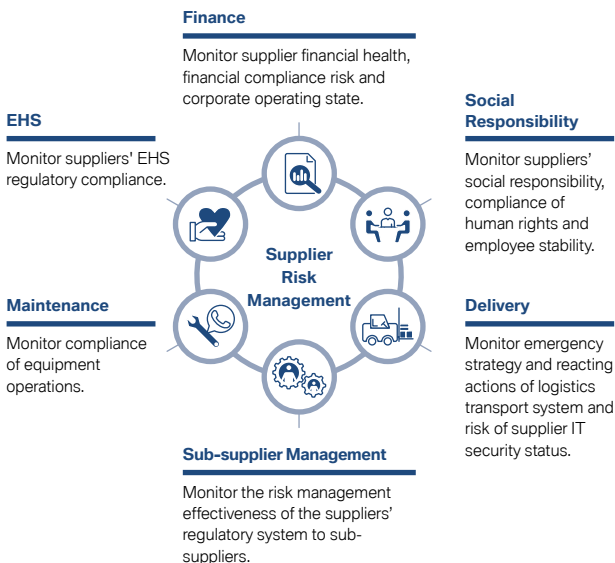 Finance
Monitor supplier financial health,
financial compliance risk and
corporate operating state.
EHS
Monitor suppliers' EHS
regulatory compliance.
Social
Responsibility
Monitor suppliers’
social responsibility,
compliance of
human rights and
employee stability.
Supplier
Risk
Management
Maintenance
Monitor compliance
of equipment
operations.
Delivery
Monitor emergency
strategy and reacting
actions of logistics
transport system and
risk of supplier IT
security status.
Sub-supplier Management
Monitor the risk management
effectiveness of the suppliers’
regulatory system to sub-
suppliers.